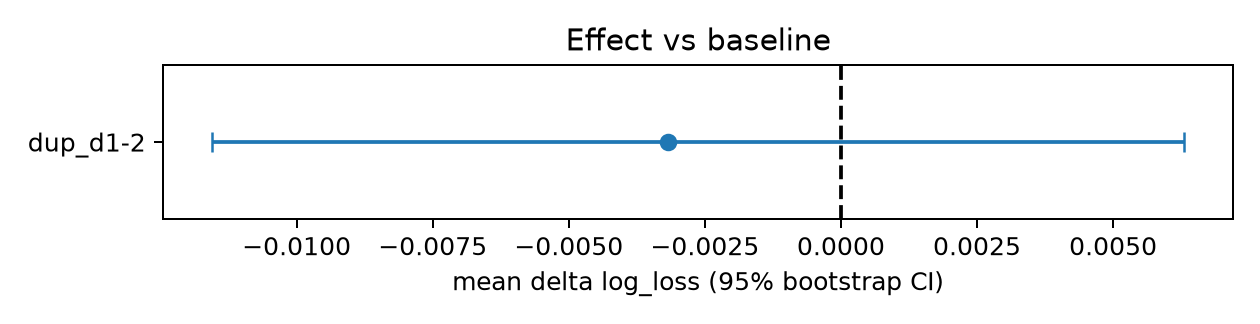 Effect vs baseline
dup_d1-2
−0.0100 −0.0075 −0.0050 −0.0025 0.0000 0.0025 0.0050
mean delta log_loss (95% bootstrap CI)